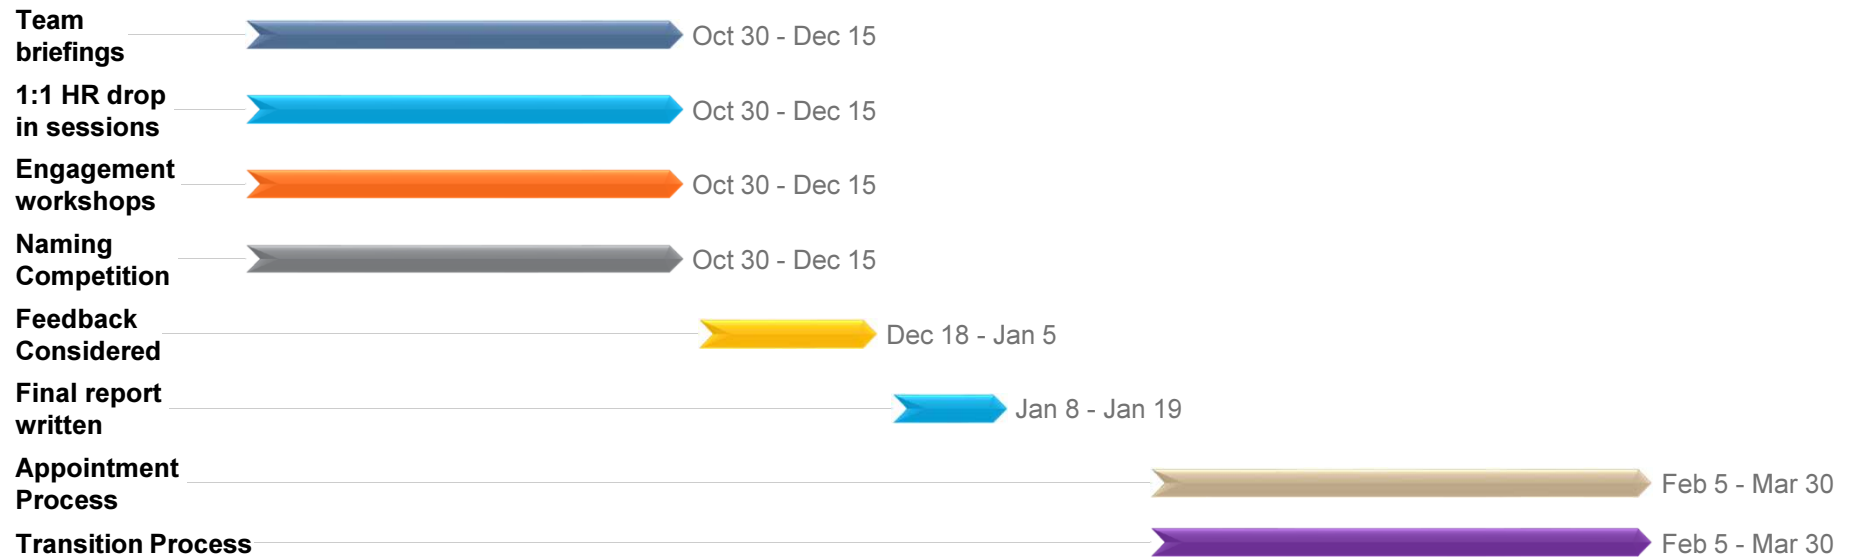 Team
briefings
Oct 30 - Dec 15
1:1 HR drop
in sessions
Oct 30 - Dec 15
Engagement
workshops
Oct 30 - Dec 15
Naming
Competition
Oct 30 - Dec 15
Feedback
Considered
Dec 18 - Jan 5
Final report
written
Jan 8 - Jan 19
Appointment
Process
Feb 5 - Mar 30
Transition Process
Feb 5 - Mar 30